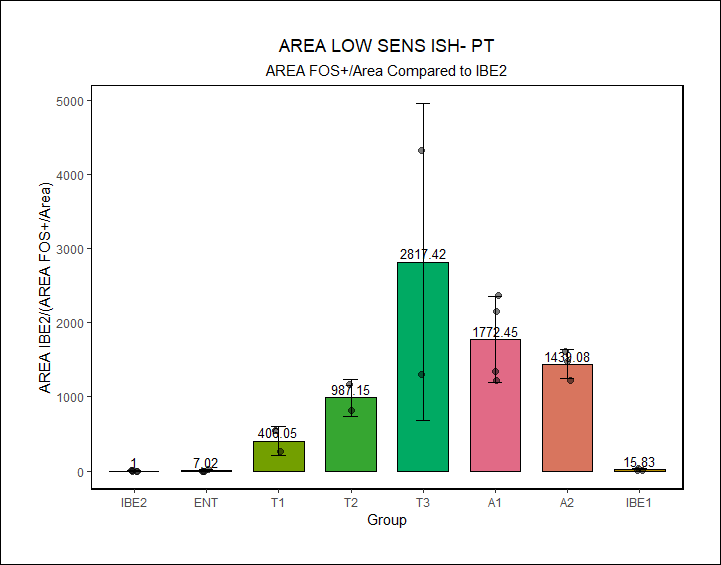 AREA LOW SENS ISH- PT
AREA FOS+/Area Compared to IBE2
AREA IBE2/(AREA FOS+/Area)
5000
4000
3000
2000
1000
0
1
7.02
406.05
987.15
2817.42
1772.45
1439.08
15.83
IBE2 ENT T1 T2 T3 A1 A2 IBE1
Group